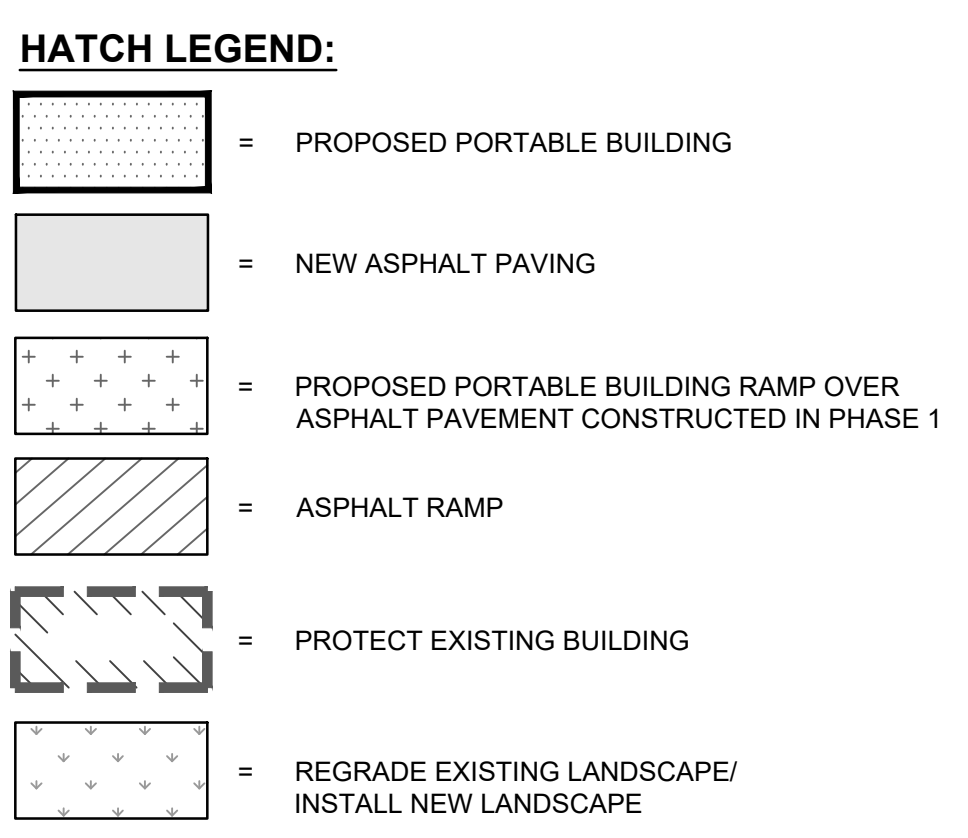 HATCH LEGEND:
= PROPOSED PORTABLE BUILDING
= NEW ASPHALT PAVING
= PROPOSED PORTABLE BUILDING RAMP OVER
ASPHALT PAVEMENT CONSTRUCTED IN PHASE 1
= ASPHALT RAMP
= PROTECT EXISTING BUILDING
= REGRADE EXISTING LANDSCAPE/
INSTALL NEW LANDSCAPE